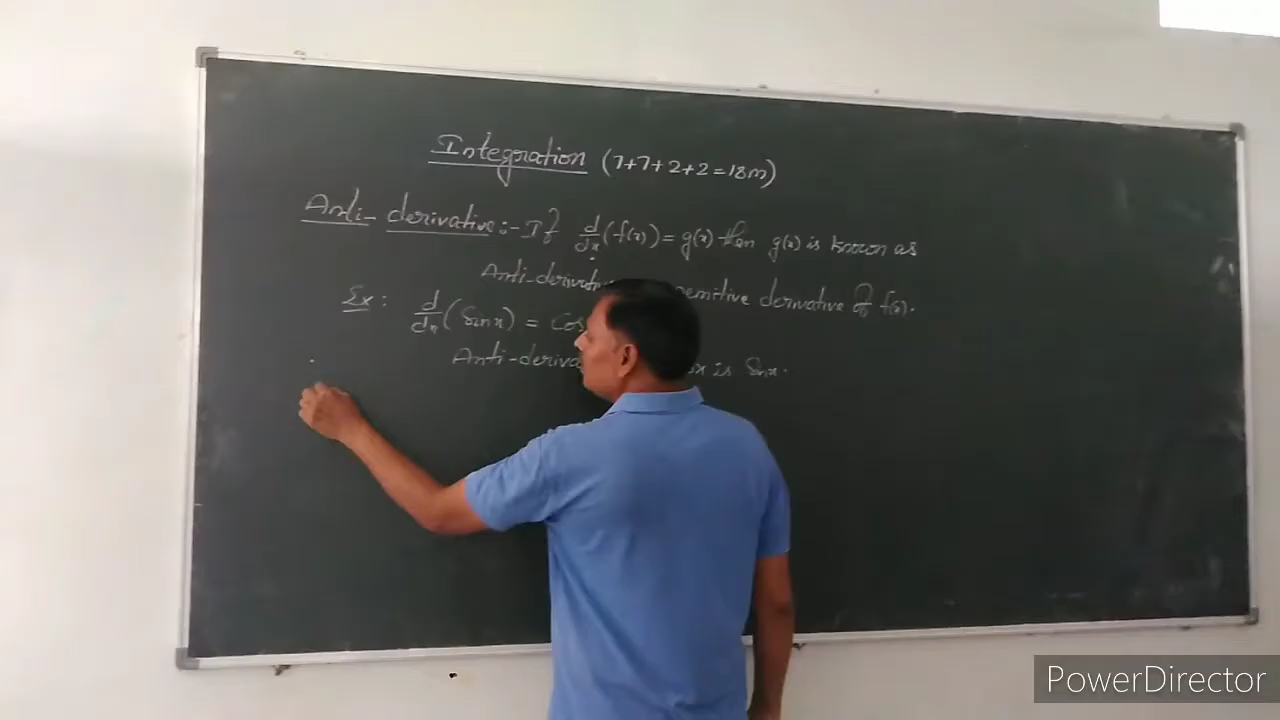 Integration (7+7+2+2=18m)
Anti-derivative:- If d/dx (f(x)) = g(x) then g(x) is known as
Anti-derivative derivative of f(x).
Ex: d/dx (Sinx) = Cos
Anti-deriva is Sinx.
PowerDirector